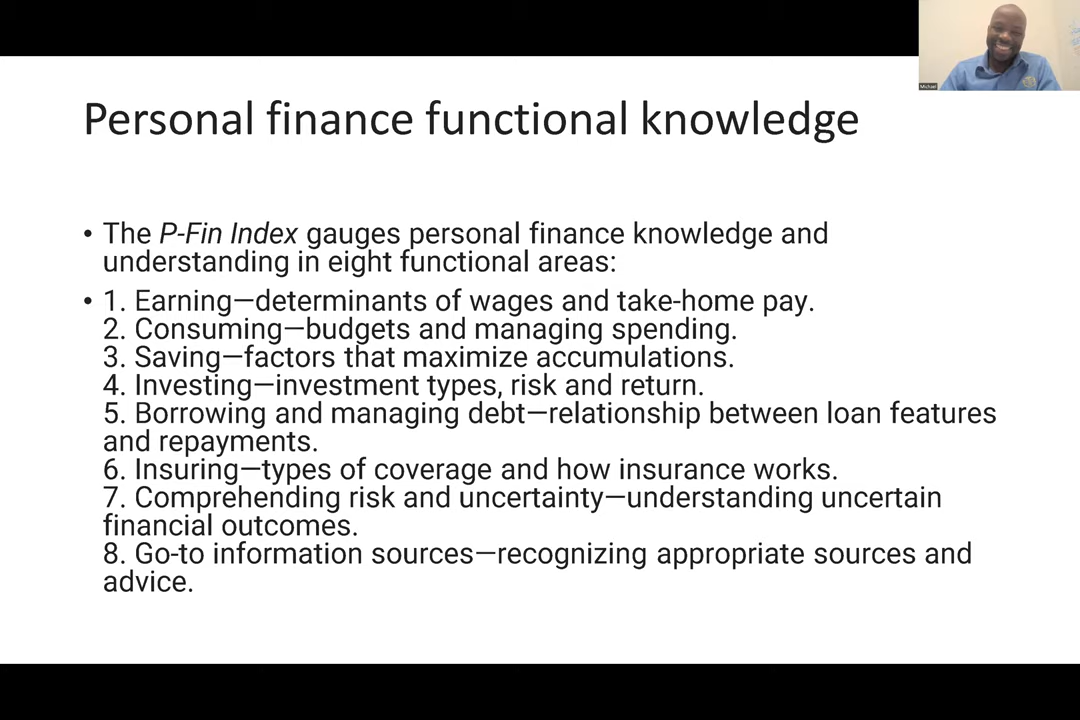 Personal finance functional knowledge
Michael
• The P-Fin Index gauges personal finance knowledge and
understanding in eight functional areas:
• 1. Earning—determinants of wages and take-home pay.
2. Consuming—budgets and managing spending.
3. Saving—factors that maximize accumulations.
4. Investing—investment types, risk and return.
5. Borrowing and managing debt—relationship between loan features
and repayments.
6. Insuring—types of coverage and how insurance works.
7. Comprehending risk and uncertainty—understanding uncertain
financial outcomes.
8. Go-to information sources—recognizing appropriate sources and
advice.